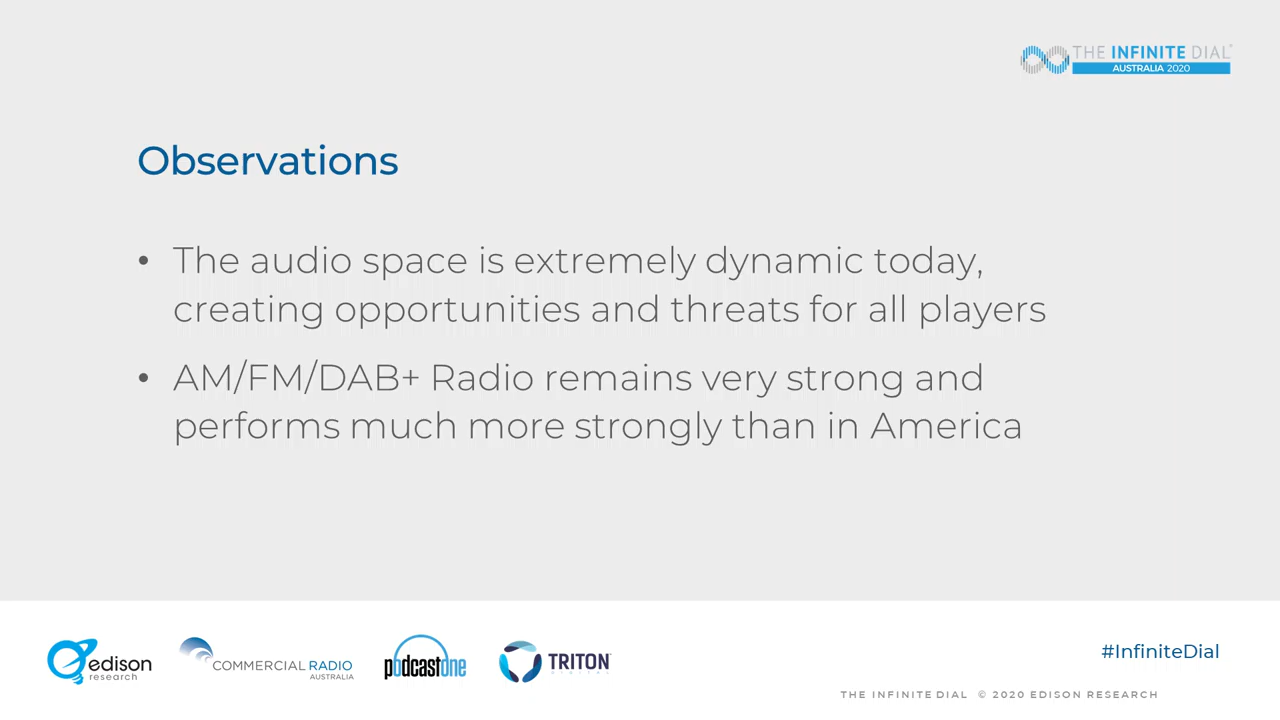 THE INFINITE DIAL
AUSTRALIA 2020
Observations
• The audio space is extremely dynamic today,
creating opportunities and threats for all players
• AM/FM/DAB+ Radio remains very strong and
performs much more strongly than in America
edison
research
COMMERCIAL RADIO
AUSTRALIA
podcastone
TRITON
DIGITAL
#InfiniteDial
THE INFINITE DIAL © 2020 EDISON RESEARCH